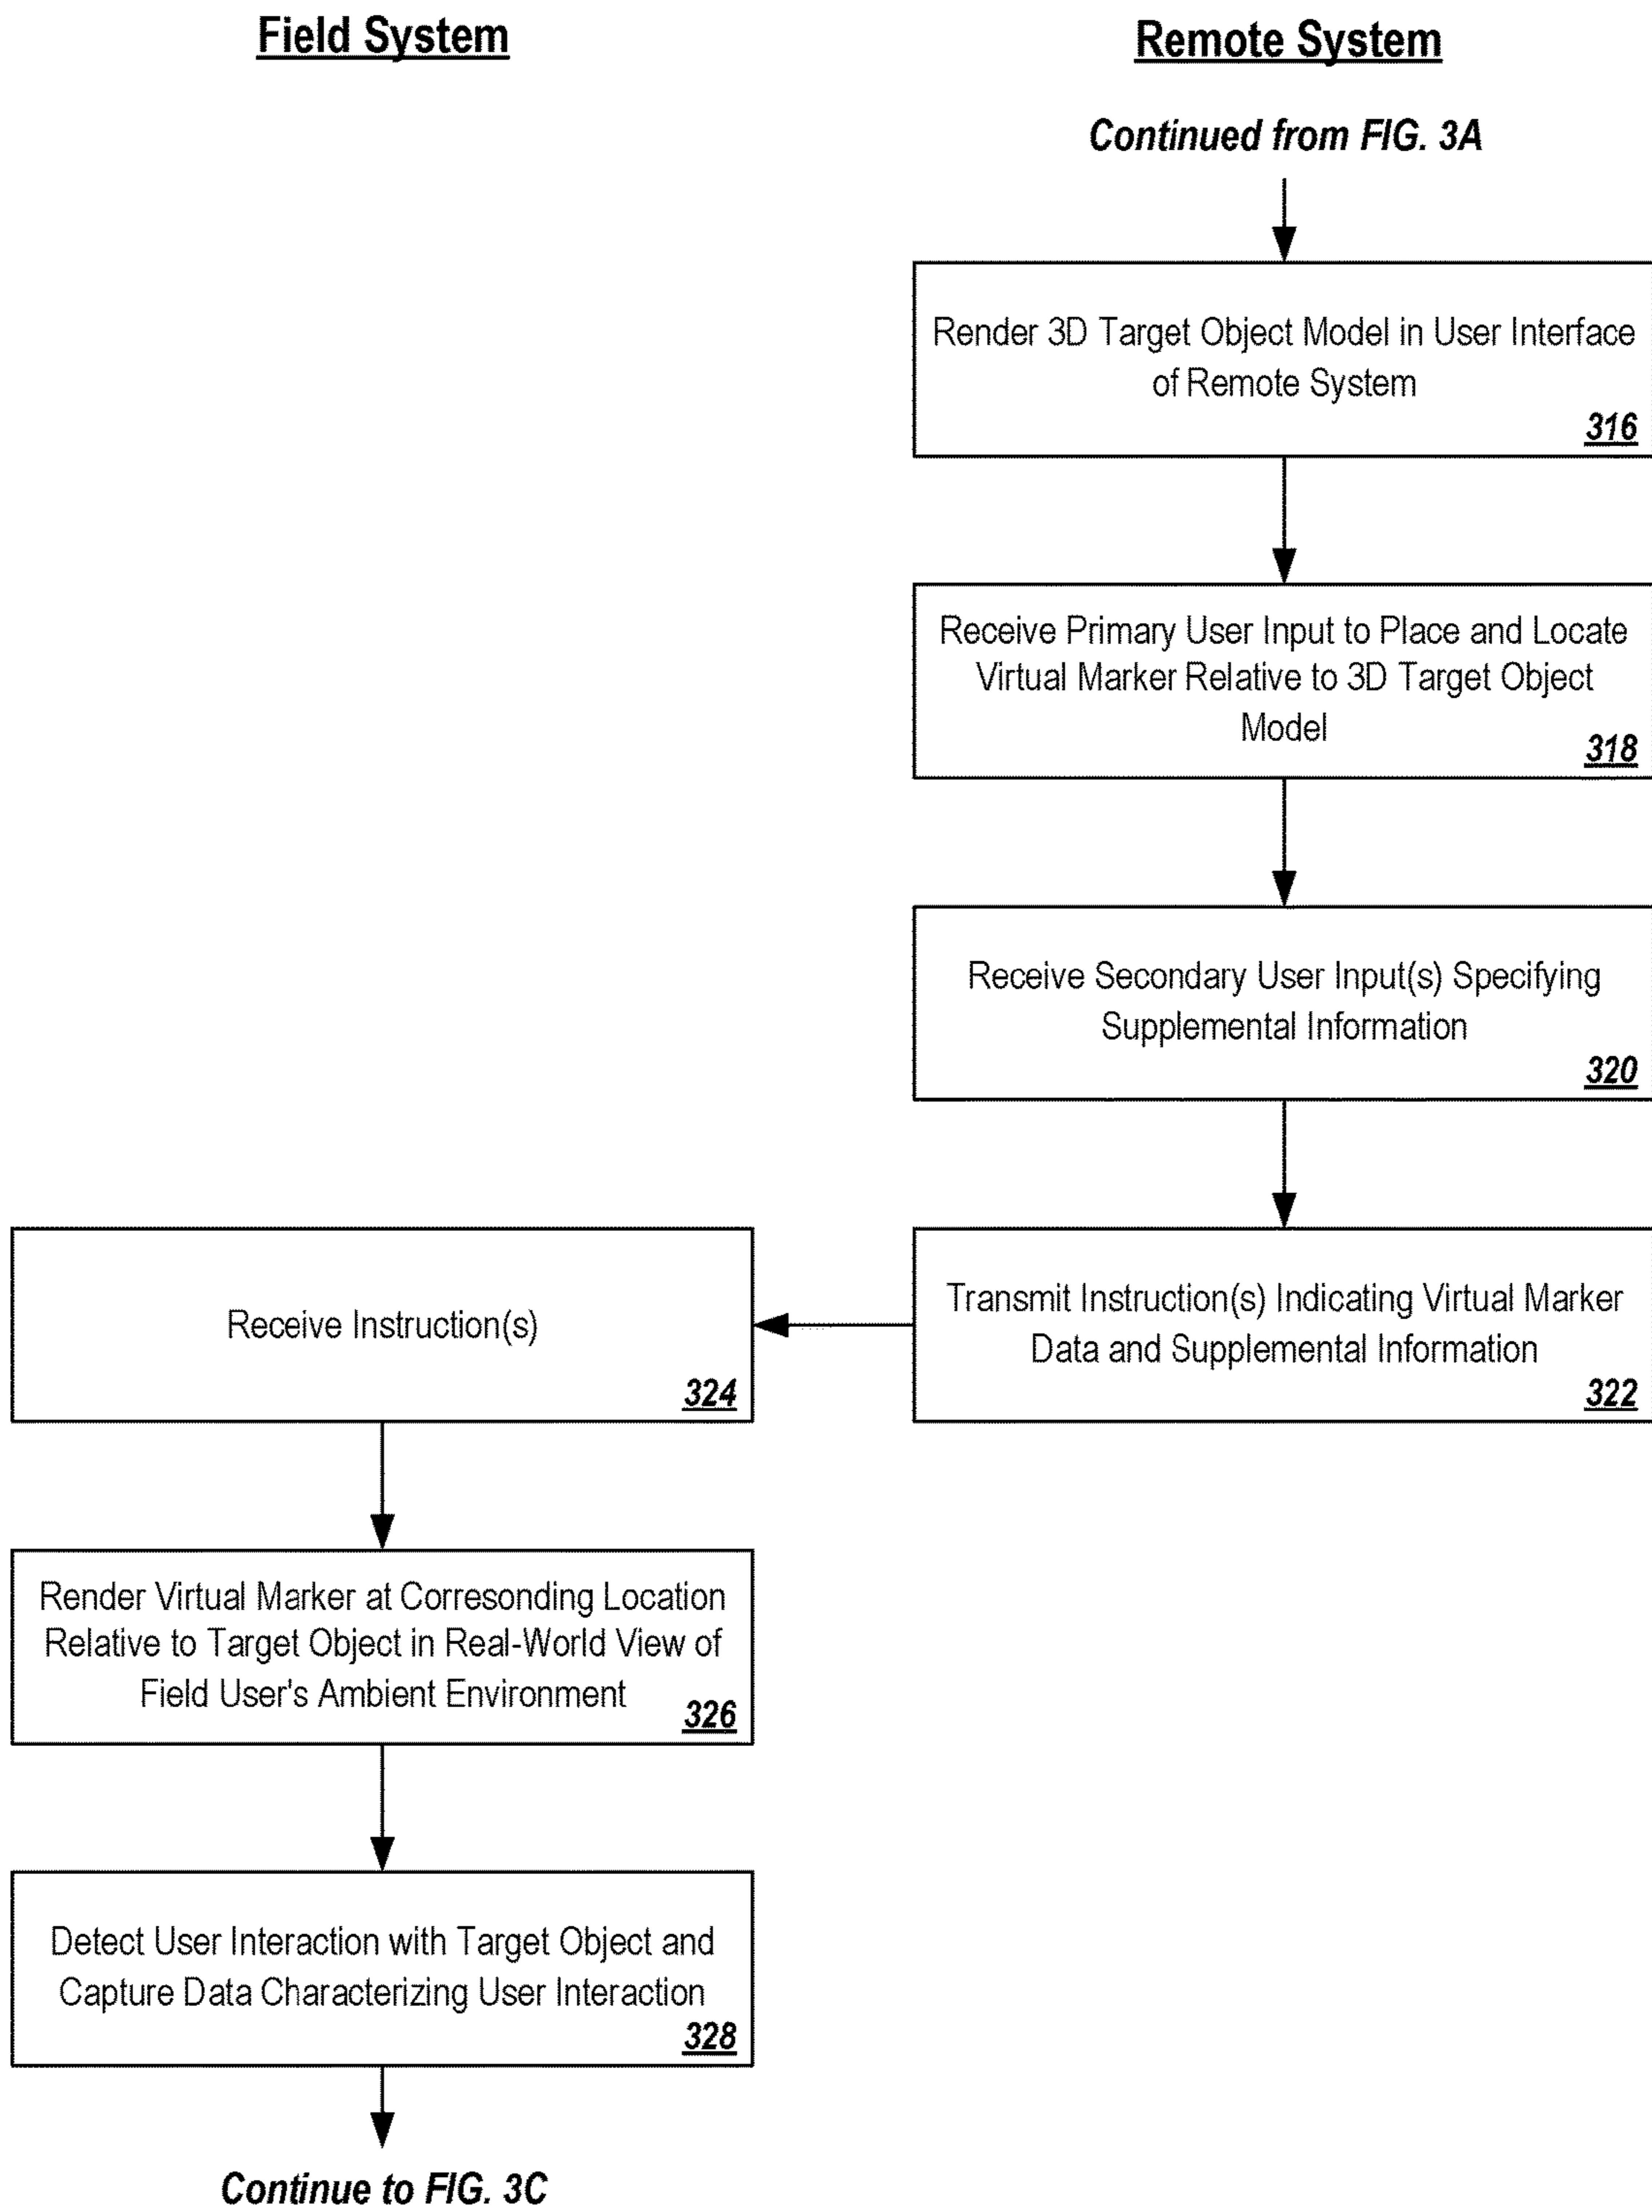 Field System
Remote System
Continued from FIG. 3A
Render 3D Target Object Model in User Interface
of Remote System
316
Receive Primary User Input to Place and Locate
Virtual Marker Relative to 3D Target Object
Model
318
Receive Secondary User Input(s) Specifying
Supplemental Information
320
Transmit Instruction(s) Indicating Virtual Marker
Data and Supplemental Information
322
Receive Instruction(s)
324
Render Virtual Marker at Corresonding Location
Relative to Target Object in Real-World View of
Field User's Ambient Environment
326
Detect User Interaction with Target Object and
Capture Data Characterizing User Interaction
328
Continue to FIG. 3C